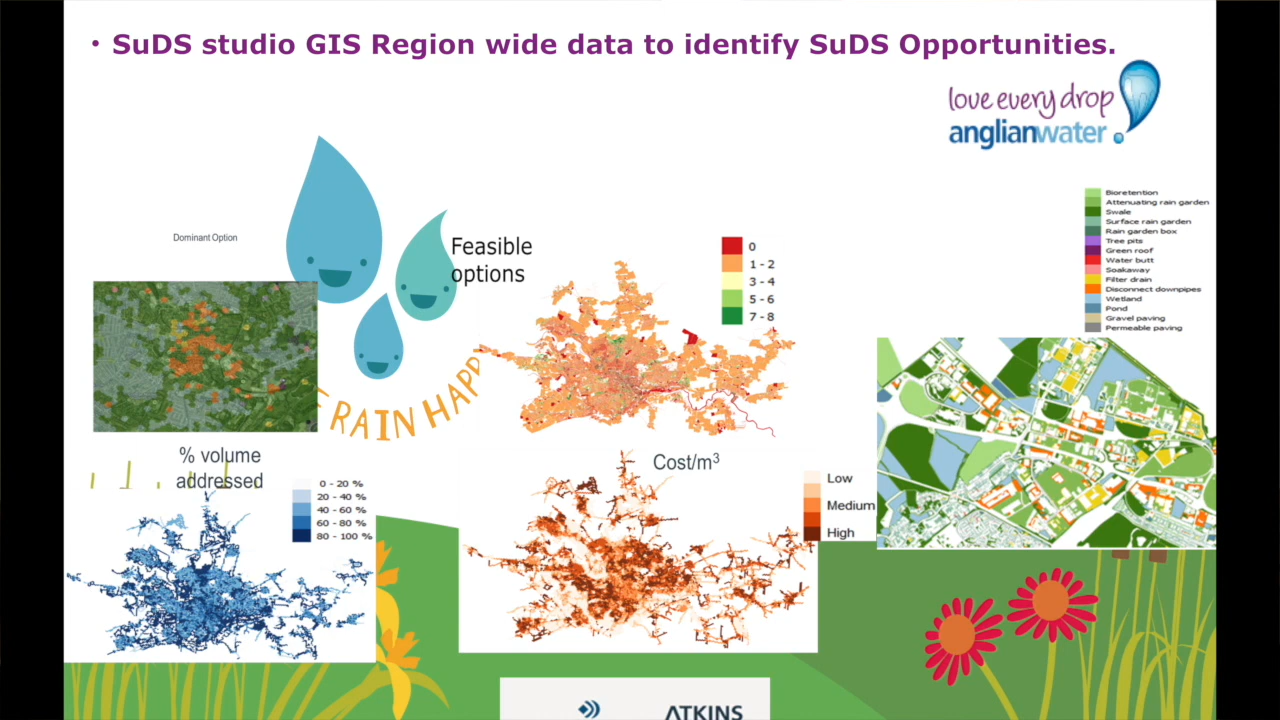 • SuDS studio GIS Region wide data to identify SuDS Opportunities.
love every drop
anglianwater
Dominant Option
Feasible
options
0
1 - 2
3 - 4
5 - 6
7 - 8
Bioretention
Attenuating rain garden
Swale
Surface rain garden
Rain garden box
Tree pits
Green roof
Water butt
Soakaway
Filter drain
Disconnect downpipes
Wetland
Pond
Gravel paving
Permeable paving
RAIN HAPP
% volume
addressed
0 - 20 %
20 - 40 %
40 - 60 %
60 - 80 %
80 - 100 %
Cost/m³
Low
Medium
High
ATKINS